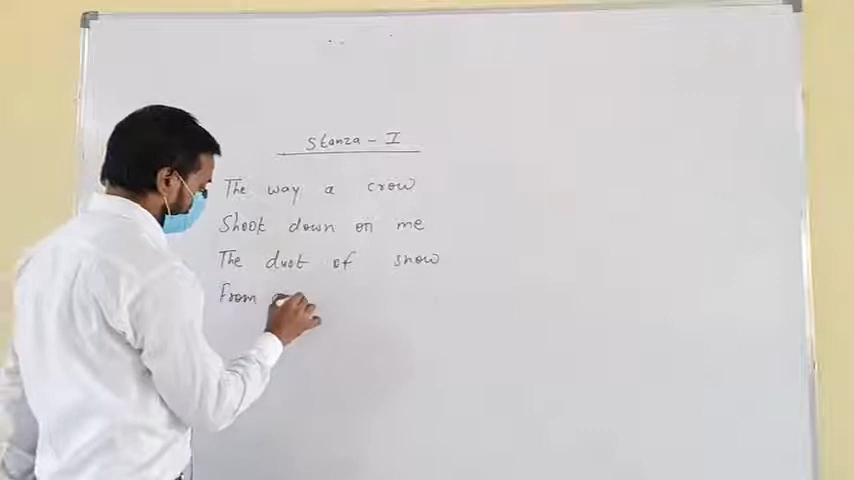 Stanza - I
The way a crow
Shook down on me
The dust of snow
From a